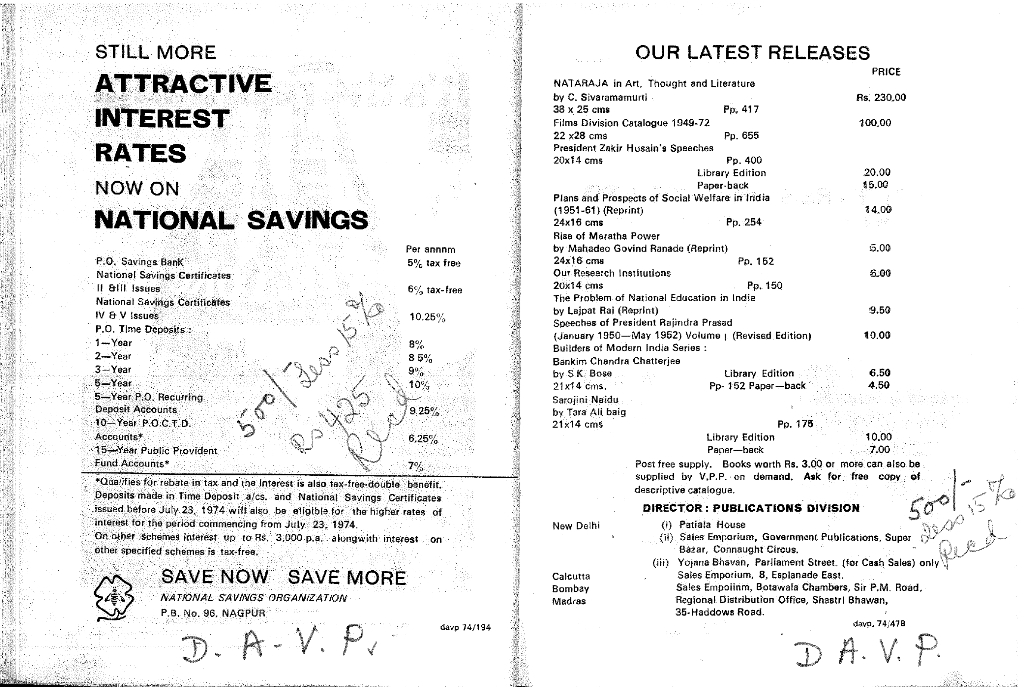 STILL MORE
ATTRACTIVE
INTEREST
RATES
NOW ON
NATIONAL SAVINGS
Per annnm
P.O. Savings Bank 5% tax free
National Savings Certificates
II &III Issues 6% tax-free
National Savings Certificates
IV & V Issues 10.25%
P.O. Time Deposits :
1—Year 8%
2—Year 8 5%
3—Year 9%
5—Year 10%
5—Year P.O. Recurring
Deposit Accounts 9.25%
10—Year P.O.C.T.D.
Accounts* 6.25%
15—Year Public Provident
Fund Accounts* 7%
500/- Less 15%
Rs 425
Recd
*Qualifies for rebate in tax and the interest is also tax-free-double benefit.
Deposits made in Time Deposit a/cs. and National Savings Certificates
issued before July 23, 1974 will also be eligible for the higher rates of
interest for the period commencing from July 23, 1974.
On other schemes interest up to Rs. 3,000 p.a. alongwith interest on
other specified schemes is tax-free.
SAVE NOW SAVE MORE
NATIONAL SAVINGS ORGANIZATION
P.B. No. 96, NAGPUR
davp 74/194
D. A-V.P.
OUR LATEST RELEASES
PRICE
NATARAJA in Art, Thought and Literature
by C. Sivaramamurti Rs. 230.00
38 x 25 cms Pp. 417
Films Division Catalogue 1949-72 100.00
22 x28 cms Pp. 655
President Zakir Husain's Speeches
20x14 cms Pp. 400
Library Edition 20.00
Paper-back 15.00
Plans and Prospects of Social Welfare in India
(1951-61) (Reprint) 14.00
24x16 cms Pp. 254
Rise of Maratha Power
by Mahadeo Govind Ranade (Reprint) 5.00
24x16 cms Pp. 152
Our Research Institutions 6.00
20x14 cms Pp. 150
The Problem of National Education in India
by Lajpat Rai (Reprint) 9.50
Speeches of President Rajindra Prasad
(January 1950—May 1952) Volume I (Revised Edition) 10.00
Builders of Modern India Series :
Bankim Chandra Chatterjee
by S.K. Bose Library Edition 6.50
21x14 cms. Pp- 152 Paper—back 4.50
Sarojini Naidu
by Tara Ali baig
21x14 cms Pp. 175
Library Edition 10.00
Paper—back 7.00
Post free supply. Books worth Rs. 3.00 or more can also be
supplied by V.P.P. on demand. Ask for free copy of
descriptive catalogue.
500/-
Less 15%
Recd
DIRECTOR : PUBLICATIONS DIVISION
New Delhi (i) Patiala House
(ii) Sales Emporium, Government Publications, Super
Bazar, Connaught Circus.
(iii) Yojana Bhavan, Parliament Street. (for Cash Sales) only
Calcutta Sales Emporium, 8, Esplanade East.
Bombay Sales Empoiinm, Botawala Chambers, Sir P.M. Road,
Madras Regional Distribution Office, Shastri Bhawan,
35-Haddows Road.
davp. 74/478
D A.V.P.